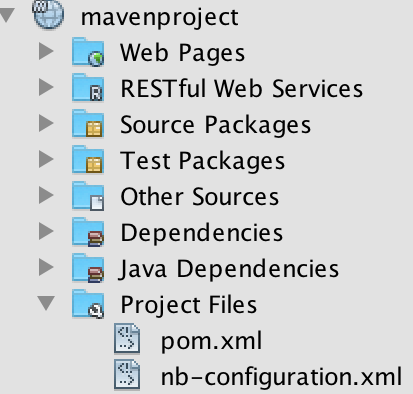 mavenproject
Web Pages
RESTful Web Services
Source Packages
Test Packages
Other Sources
Dependencies
Java Dependencies
Project Files
pom.xml
nb-configuration.xml